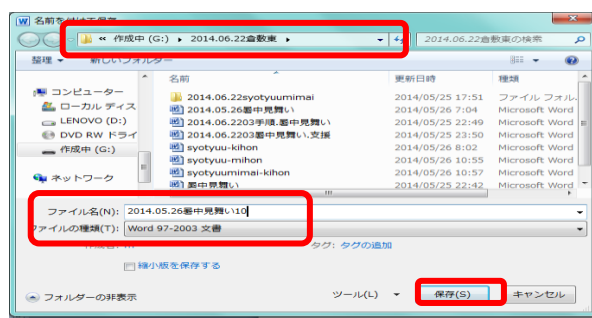 名前を付けて保存
« 作成中 (G:) ▸ 2014.06.22倉敷東 ▸
2014.06.22倉敷東の検索
整理 ▼ 新しいフォルダー
名前 更新日時 種類
コンピューター
ローカル ディス
LENOVO (D:)
DVD RW ドライ
作成中 (G:)
ネットワーク
2014.06.22syotyuumimai 2014/05/25 17:51 ファイル フォル.
2014.05.26暑中見舞い 2014/05/26 7:04 Microsoft Word
2014.06.2203手順.暑中見舞い 2014/05/25 22:49 Microsoft Word
2014.06.2203暑中見舞い.支援 2014/05/25 23:50 Microsoft Word
syotyuu-kihon 2014/05/26 8:02 Microsoft Word
syotyuu-mihon 2014/05/26 10:55 Microsoft Word
syotyuumimai-kihon 2014/05/26 10:57 Microsoft Word
暑中見舞い 2014/05/25 22:42 Microsoft Word
ファイル名(N): 2014.05.26暑中見舞い10
ファイルの種類(T): Word 97-2003 文書
タグ: タグの追加
縮小版を保存する
フォルダーの非表示 ツール(L) ▼ 保存(S) キャンセル